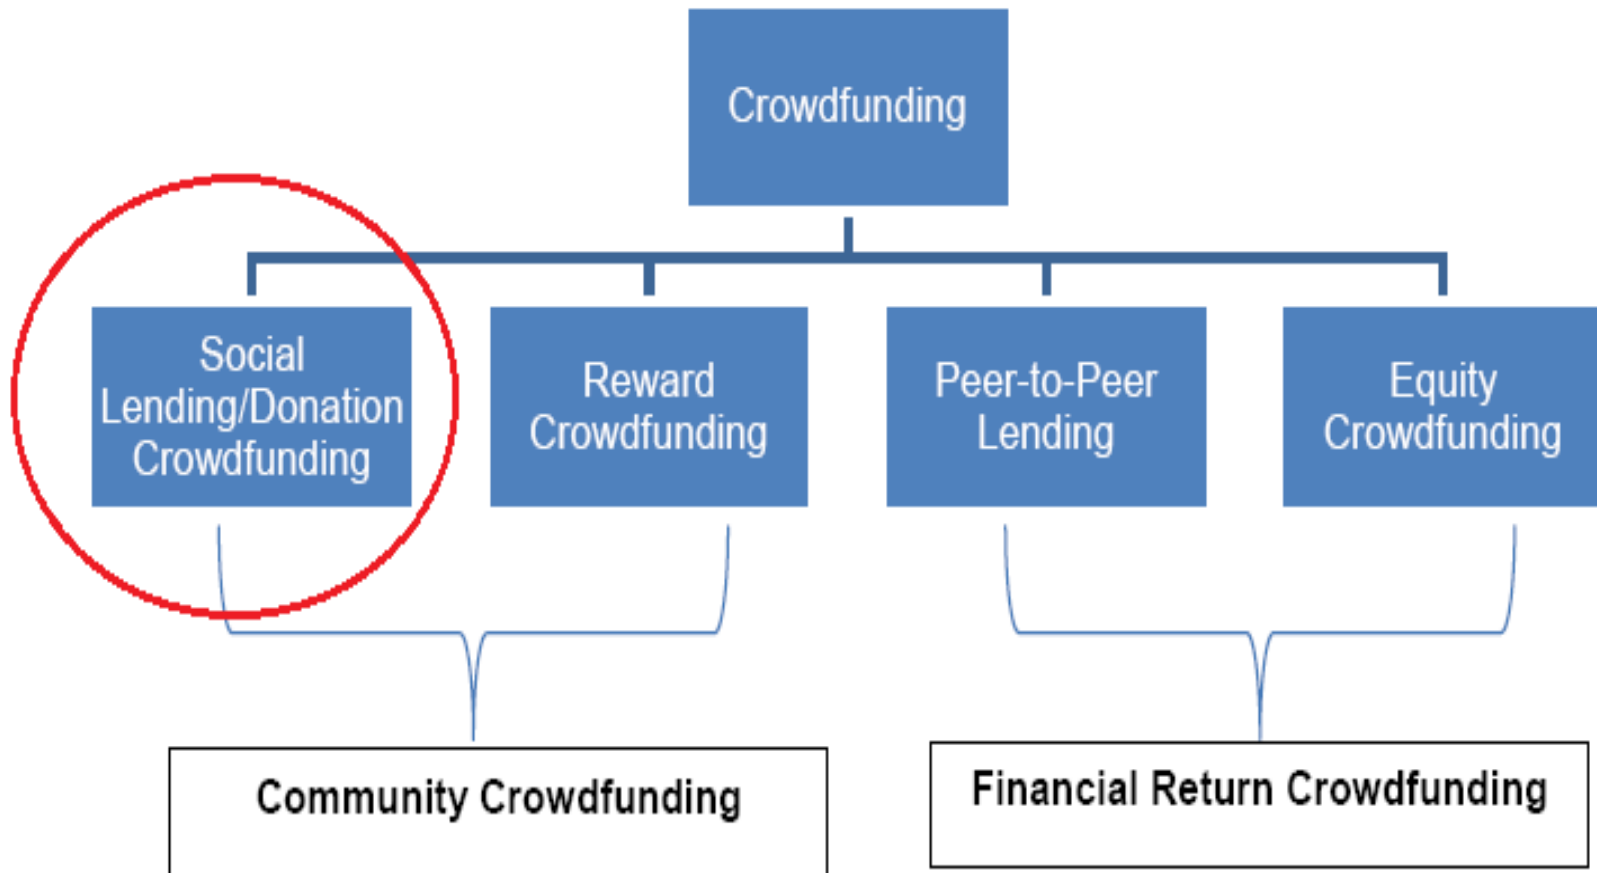 Crowdfunding
Social
Lending/Donation
Crowdfunding
Reward
Crowdfunding
Peer-to-Peer
Lending
Equity
Crowdfunding
Community Crowdfunding
Financial Return Crowdfunding